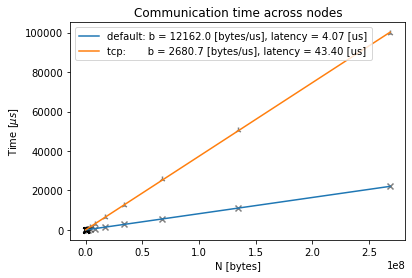 Communication time across nodes
default: b = 12162.0 [bytes/us], latency = 4.07 [us]
tcp: b = 2680.7 [bytes/us], latency = 43.40 [us]
Time [μs]
100000
80000
60000
40000
20000
0
0.0 0.5 1.0 1.5 2.0 2.5
1e8
N [bytes]